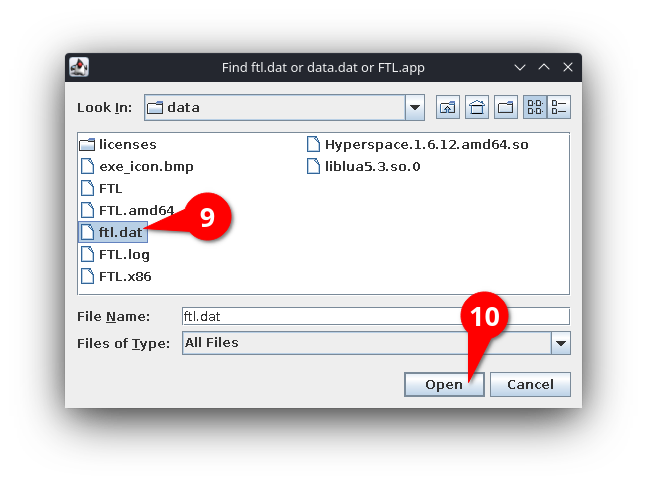 Find ftl.dat or data.dat or FTL.app
Look In: data
licenses
exe_icon.bmp
FTL
FTL.amd64
ftl.dat
FTL.log
FTL.x86
Hyperspace.1.6.12.amd64.so
liblua5.3.so.0
9
File Name: ftl.dat
10
Files of Type: All Files
Open Cancel